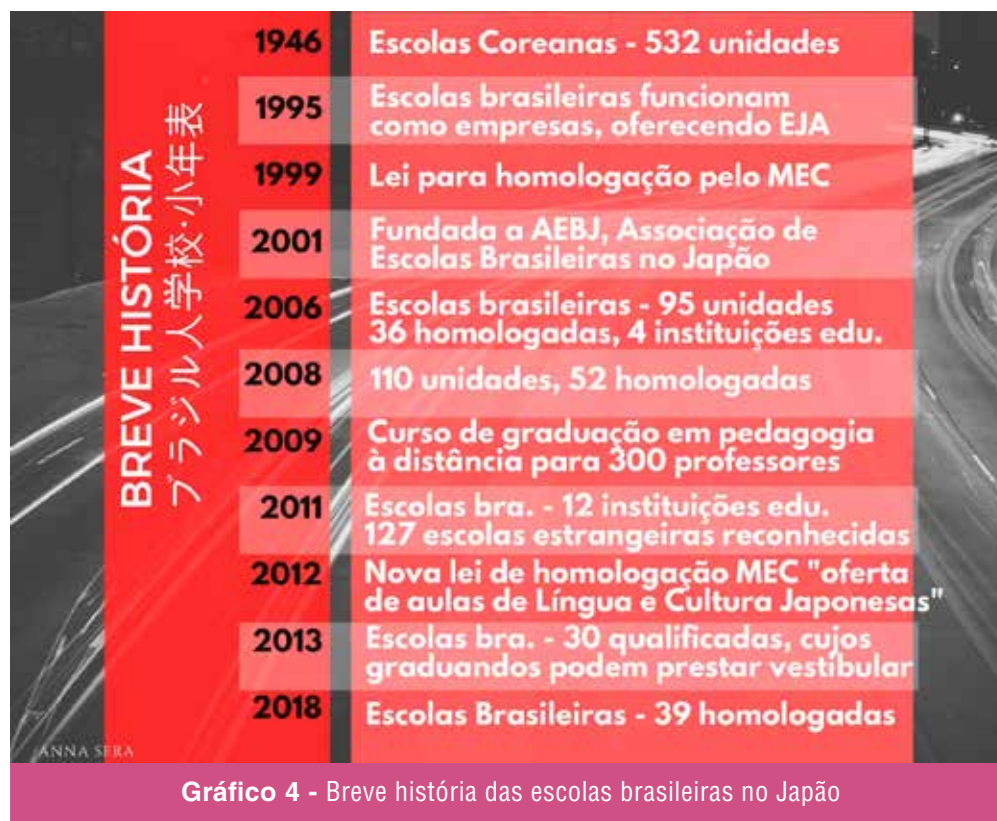 BREVE HISTÓRIA
ブラジル人学校·小年表
1946
Escolas Coreanas - 532 unidades
1995
Escolas brasileiras funcionam
como empresas, oferecendo EJA
1999
Lei para homologação pelo MEC
2001
Fundada a AEBJ, Associação de
Escolas Brasileiras no Japão
2006
Escolas brasileiras - 95 unidades
36 homologadas, 4 instituições edu.
2008
110 unidades, 52 homologadas
2009
Curso de graduação em pedagogia
à distância para 300 professores
2011
Escolas bra. - 12 instituições edu.
127 escolas estrangeiras reconhecidas
2012
Nova lei de homologação MEC "oferta
de aulas de Língua e Cultura Japonesas"
2013
Escolas bra. - 30 qualificadas, cujos
graduandos podem prestar vestibular
2018
Escolas Brasileiras - 39 homologadas
ANNA SERA
Gráfico 4 - Breve história das escolas brasileiras no Japão